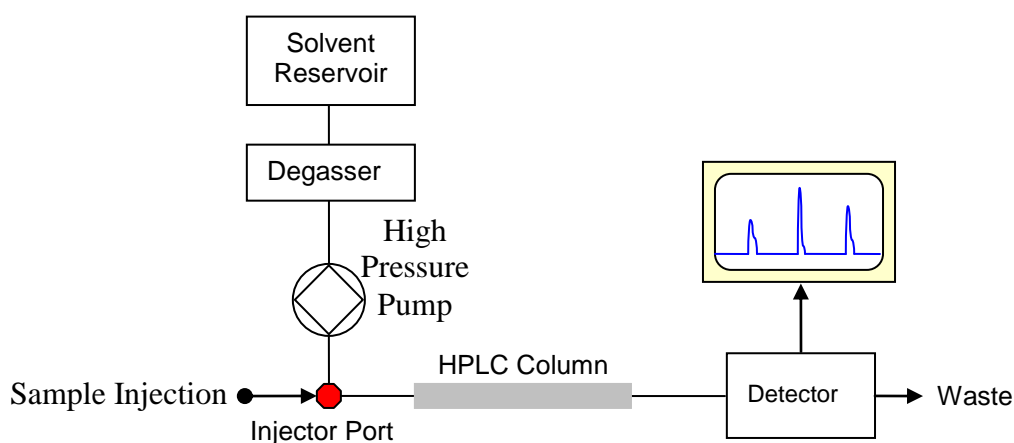 Solvent
Reservoir
Degasser
High
Pressure
Pump
HPLC Column
Sample Injection
Injector Port
Detector
Waste